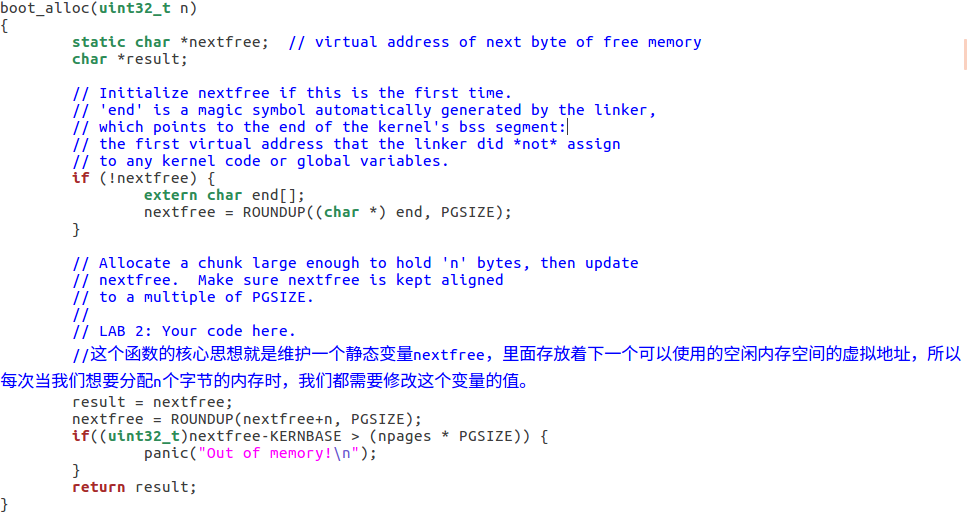 boot_alloc(uint32_t n)
{
        static char *nextfree;  // virtual address of next byte of free memory
        char *result;

        // Initialize nextfree if this is the first time.
        // 'end' is a magic symbol automatically generated by the linker,
        // which points to the end of the kernel's bss segment:
        // the first virtual address that the linker did *not* assign
        // to any kernel code or global variables.
        if (!nextfree) {
                extern char end[];
                nextfree = ROUNDUP((char *) end, PGSIZE);
        }

        // Allocate a chunk large enough to hold 'n' bytes, then update
        // nextfree.  Make sure nextfree is kept aligned
        // to a multiple of PGSIZE.
        //
        // LAB 2: Your code here.
        //这个函数的核心思想就是维护一个静态变量nextfree，里面存放着下一个可以使用的空闲内存空间的虚拟地址，所以
每次当我们想要分配n个字节的内存时，我们都需要修改这个变量的值。
        result = nextfree;
        nextfree = ROUNDUP(nextfree+n, PGSIZE);
        if((uint32_t)nextfree-KERNBASE > (npages * PGSIZE)) {
                panic("Out of memory!\n");
        }
        return result;
}